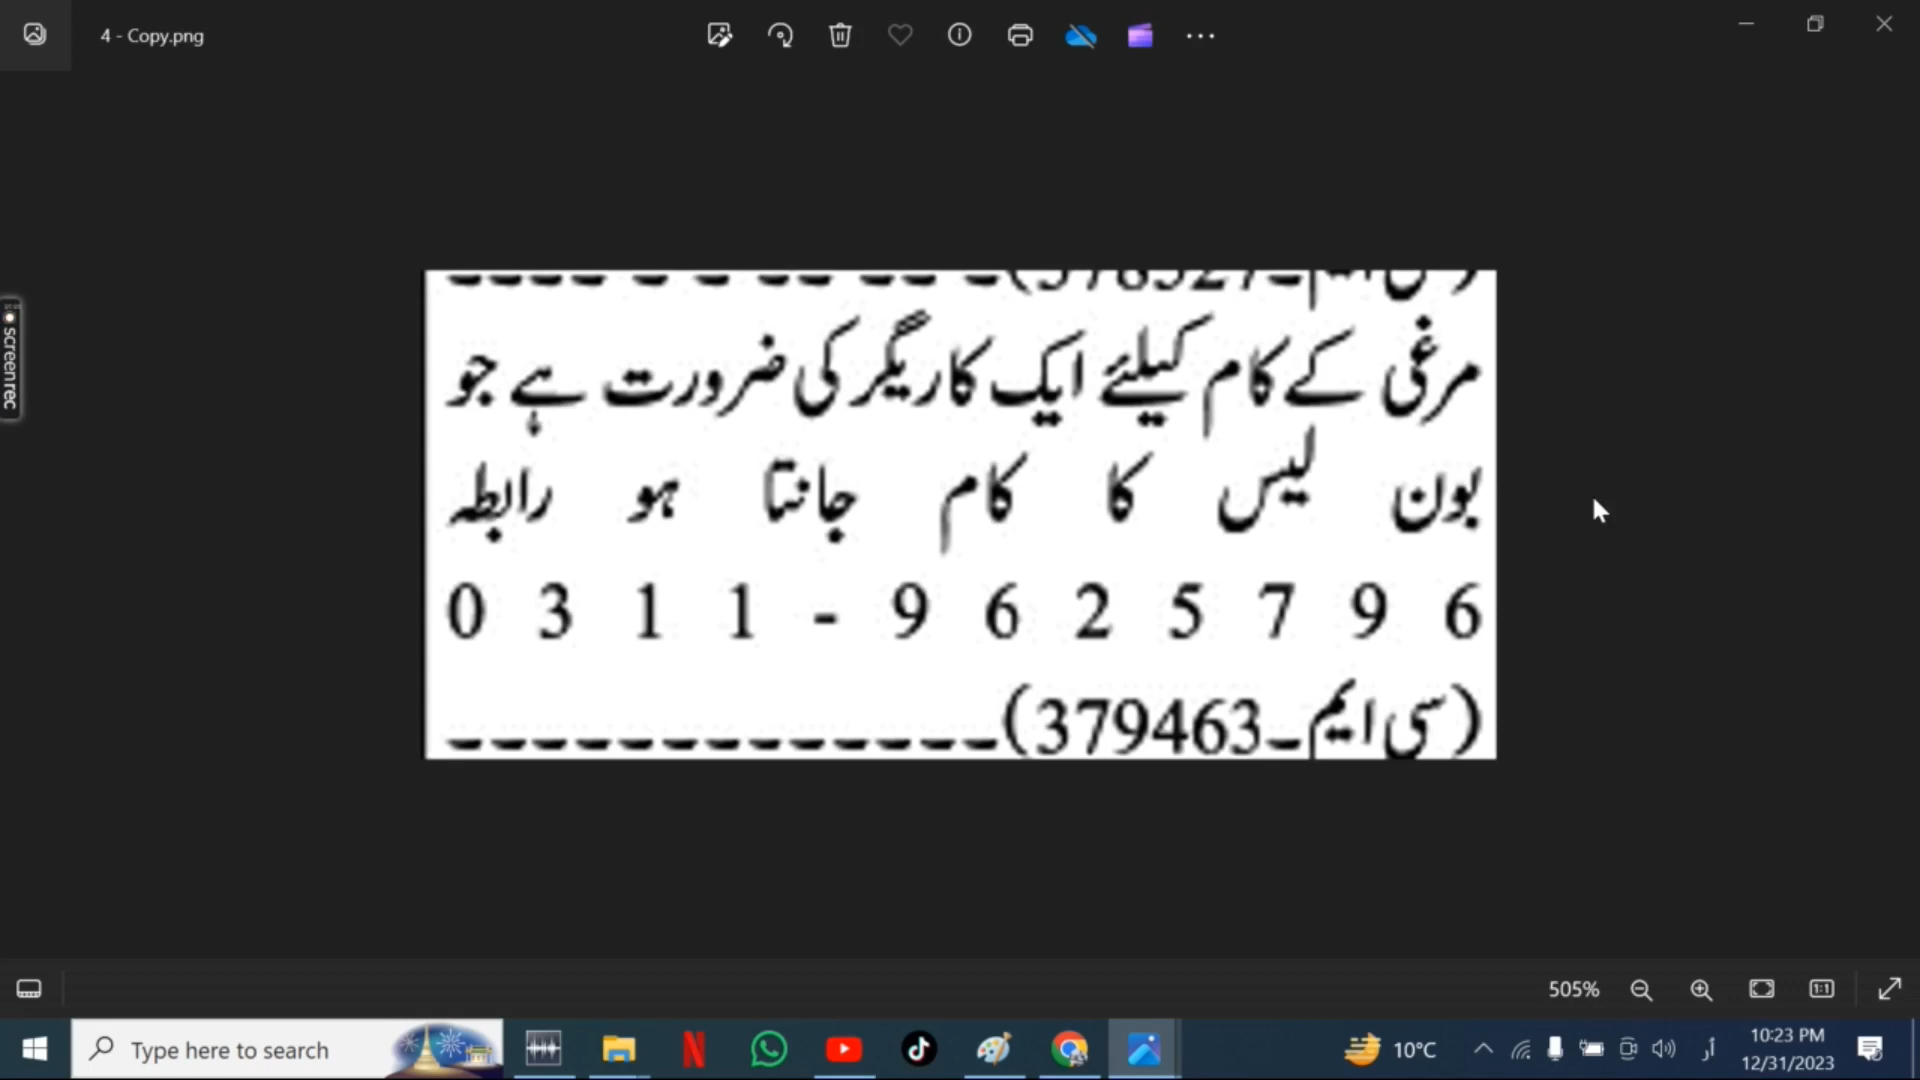 4 - Copy.png
screenrec
مرغی کے کام کیلئے ایک کاریگر کی ضرورت ہے جو
بون لیس کا کام جانتا ہو رابطہ
0311-9625796
(سی ایم۔379463)۔۔۔۔۔۔۔۔۔۔۔۔۔
505%
Type here to search
10°C
10:23 PM
12/31/2023